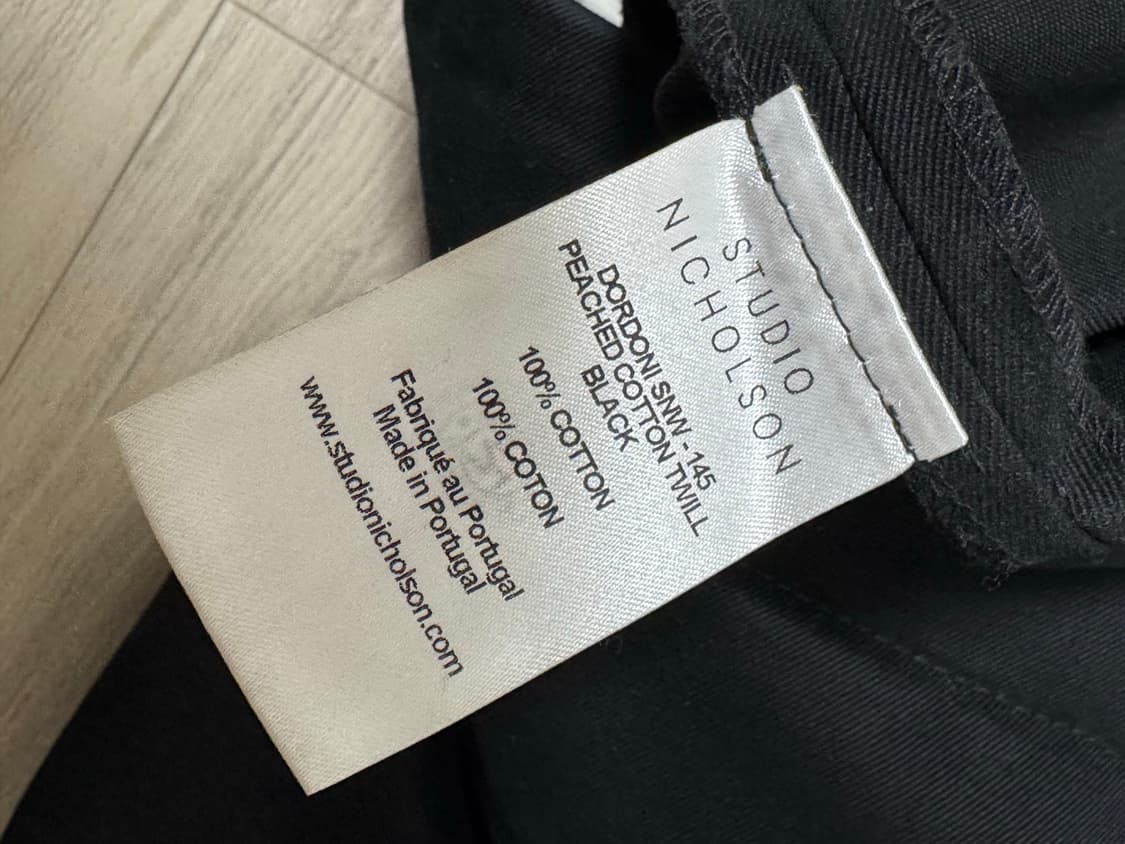 STUDIO
NICHOLSON
DORDONI SNW - 145
PEACHED COTTON TWILL
BLACK
100% COTTON
100% COTON
Fabriqué au Portugal
Made in Portugal
www.studionicholson.com